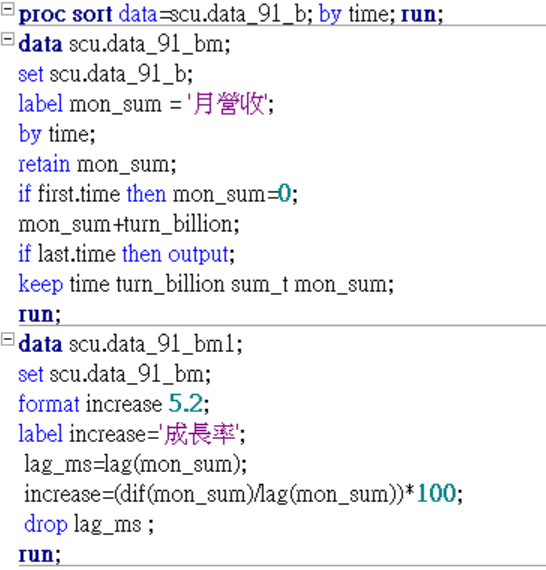 proc sort data=scu.data_91_b; by time; run;
data scu.data_91_bm;
set scu.data_91_b;
label mon_sum = '月營收';
by time;
retain mon_sum;
if first.time then mon_sum=0;
mon_sum+turn_billion;
if last.time then output;
keep time turn_billion sum_t mon_sum;
run;
data scu.data_91_bm1;
set scu.data_91_bm;
format increase 5.2;
label increase='成長率';
lag_ms=lag(mon_sum);
increase=(dif(mon_sum)/lag(mon_sum))*100;
drop lag_ms ;
run;